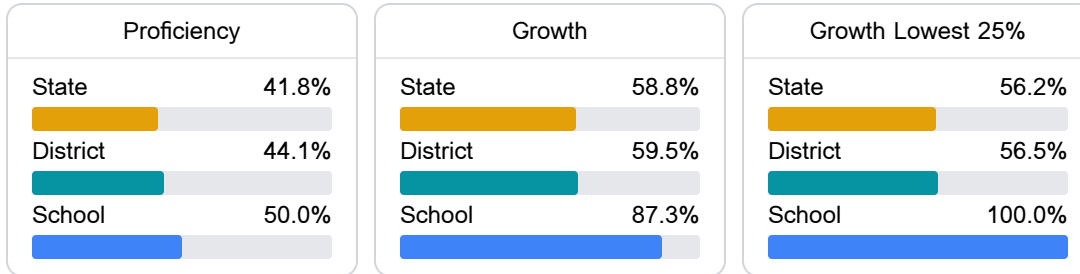 Proficiency
State 41.8%
District 44.1%
School 50.0%
Growth
State 58.8%
District 59.5%
School 87.3%
Growth Lowest 25%
State 56.2%
District 56.5%
School 100.0%